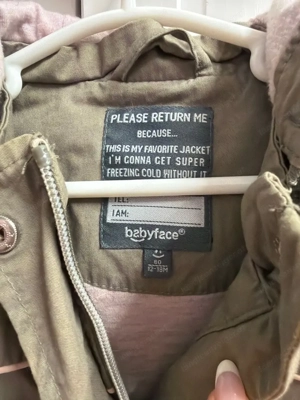 PLEASE RETURN ME
BECAUSE...
THIS IS MY FAVORITE JACKET
I'M GONNA GET SUPER
FREEZING COLD WITHOUT IT
TEL:
I AM:
babyface®
80
12-18M